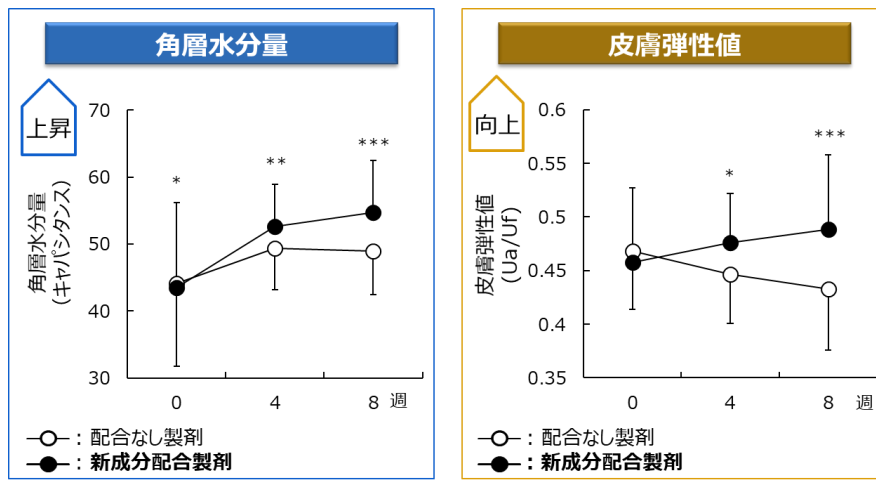 角層水分量
上昇
角層水分量
(キャパシタンス)
70
60
50
40
30
*
**
***
0 4 8 週
: 配合なし製剤
: 新成分配合製剤
皮膚弾性値
向上
皮膚弾性値
(Ua/Uf)
0.6
0.55
0.5
0.45
0.4
0.35
*
***
0 4 8 週
: 配合なし製剤
: 新成分配合製剤